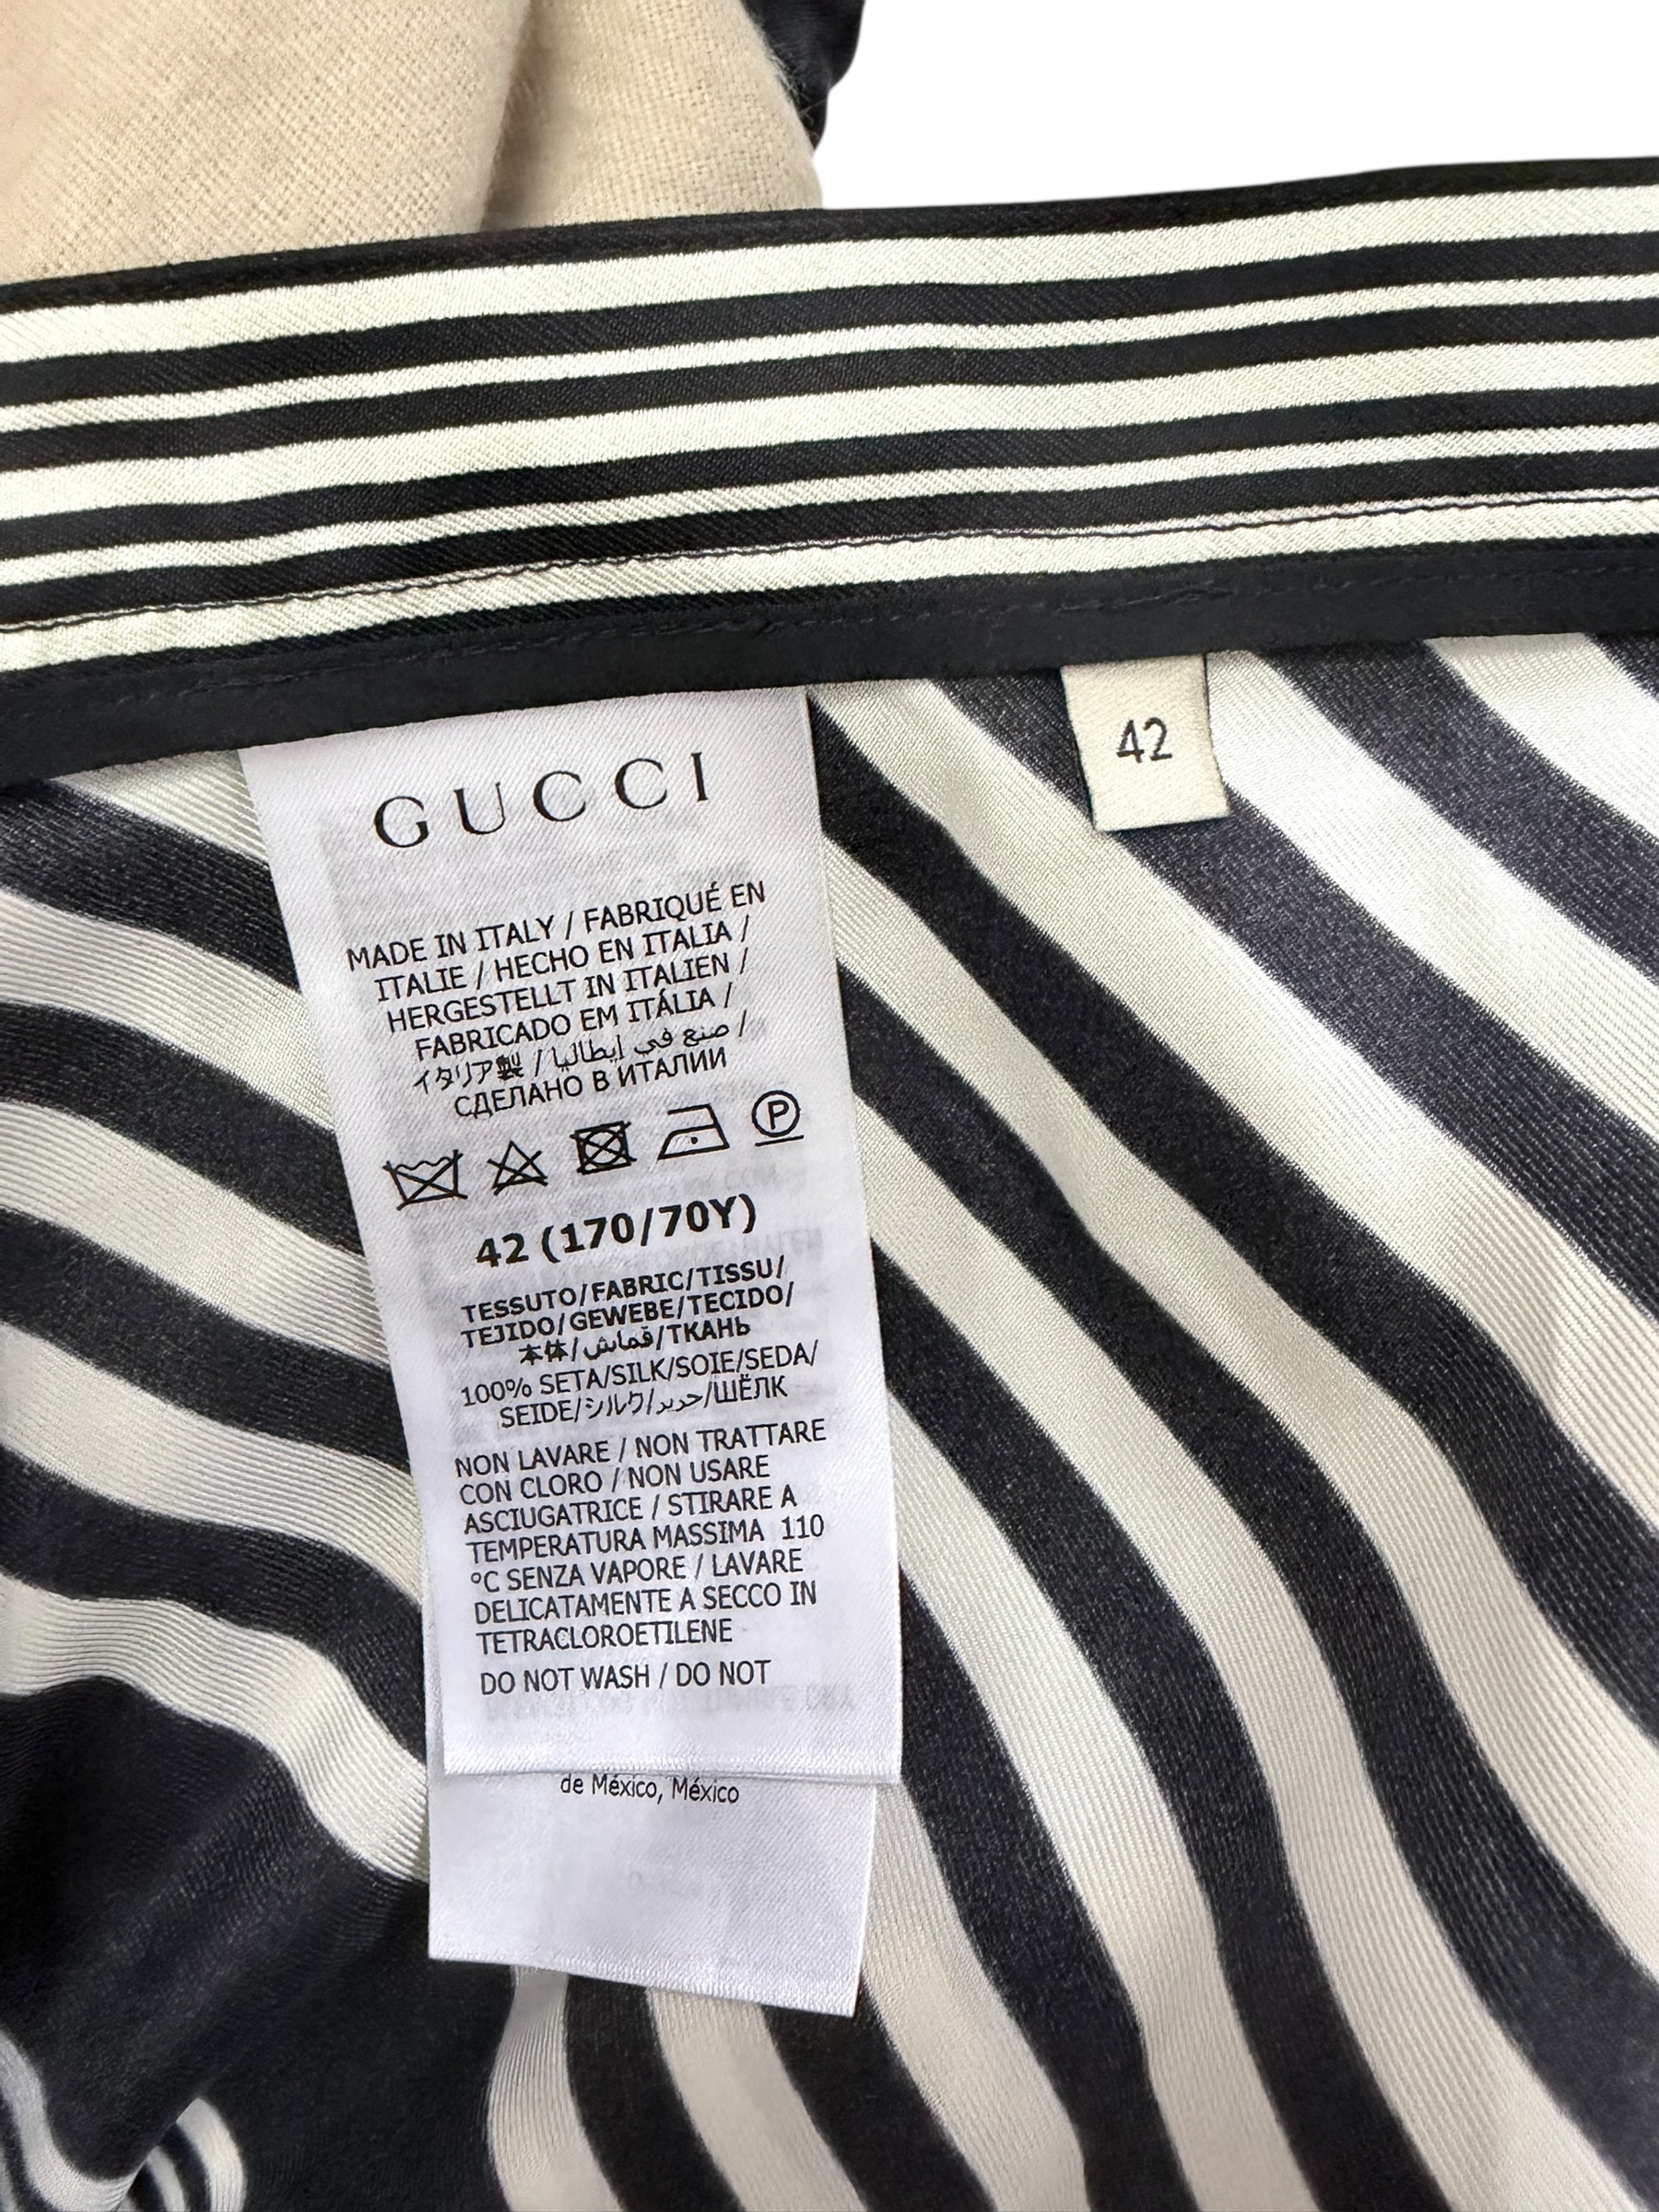 GUCCI
MADE IN ITALY / FABRIQUÉ EN
ITALIE / HECHO EN ITALIA /
HERGESTELLT IN ITALIEN /
FABRICADO EM ITÁLIA /
イタリア製 / صنع في إيطاليا /
СДЕЛАНО В ИТАЛИИ
P
42 (170/70Y)
TESSUTO/FABRIC/TISSU/
TEJIDO/GEWEBE/TECIDO/
本体/قماش/ТКАНЬ
100% SETA/SILK/SOIE/SEDA/
SEIDE/シルク/حرير/ШЁЛК
NON LAVARE / NON TRATTARE
CON CLORO / NON USARE
ASCIUGATRICE / STIRARE A
TEMPERATURA MASSIMA 110
°C SENZA VAPORE / LAVARE
DELICATAMENTE A SECCO IN
TETRACLOROETILENE
DO NOT WASH / DO NOT
de México, México
42